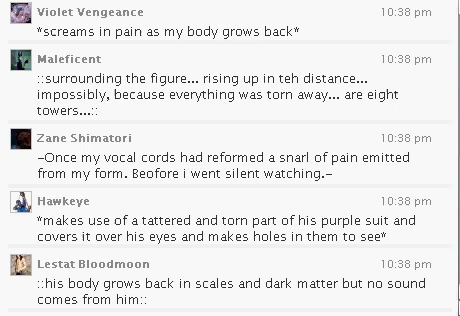 Violet Vengeance 10:38 pm
*screams in pain as my body grows back*
Maleficent 10:38 pm
::surrounding the figure... rising up in teh distance...
impossibly, because everything was torn away... are eight
towers...::
Zane Shimatori 10:38 pm
~Once my vocal cords had reformed a snarl of pain emitted
from my form. Beofore i went silent watching.~
Hawkeye 10:38 pm
*makes use of a tattered and torn part of his purple suit and
covers it over his eyes and makes holes in them to see*
Lestat Bloodmoon 10:38 pm
::his body grows back in scales and dark matter but no sound
comes from him::